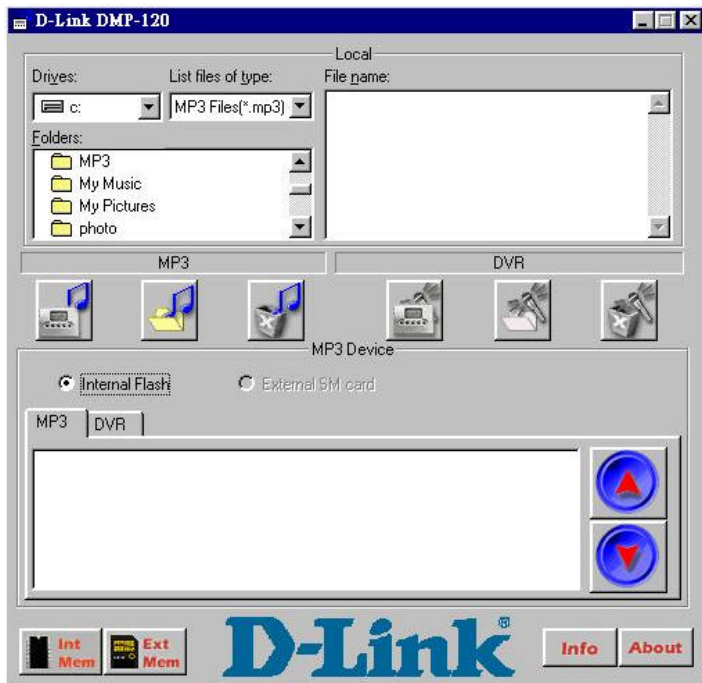 D-Link DMP-120
Local
Drives:
List files of type:
File name:
c:
MP3 Files(*.mp3)
Folders:
MP3
My Music
My Pictures
photo
MP3
DVR
MP3 Device
Internal Flash
External SM card
MP3
DVR
Int
Mem
Ext
Mem
D-Link®
Info
About